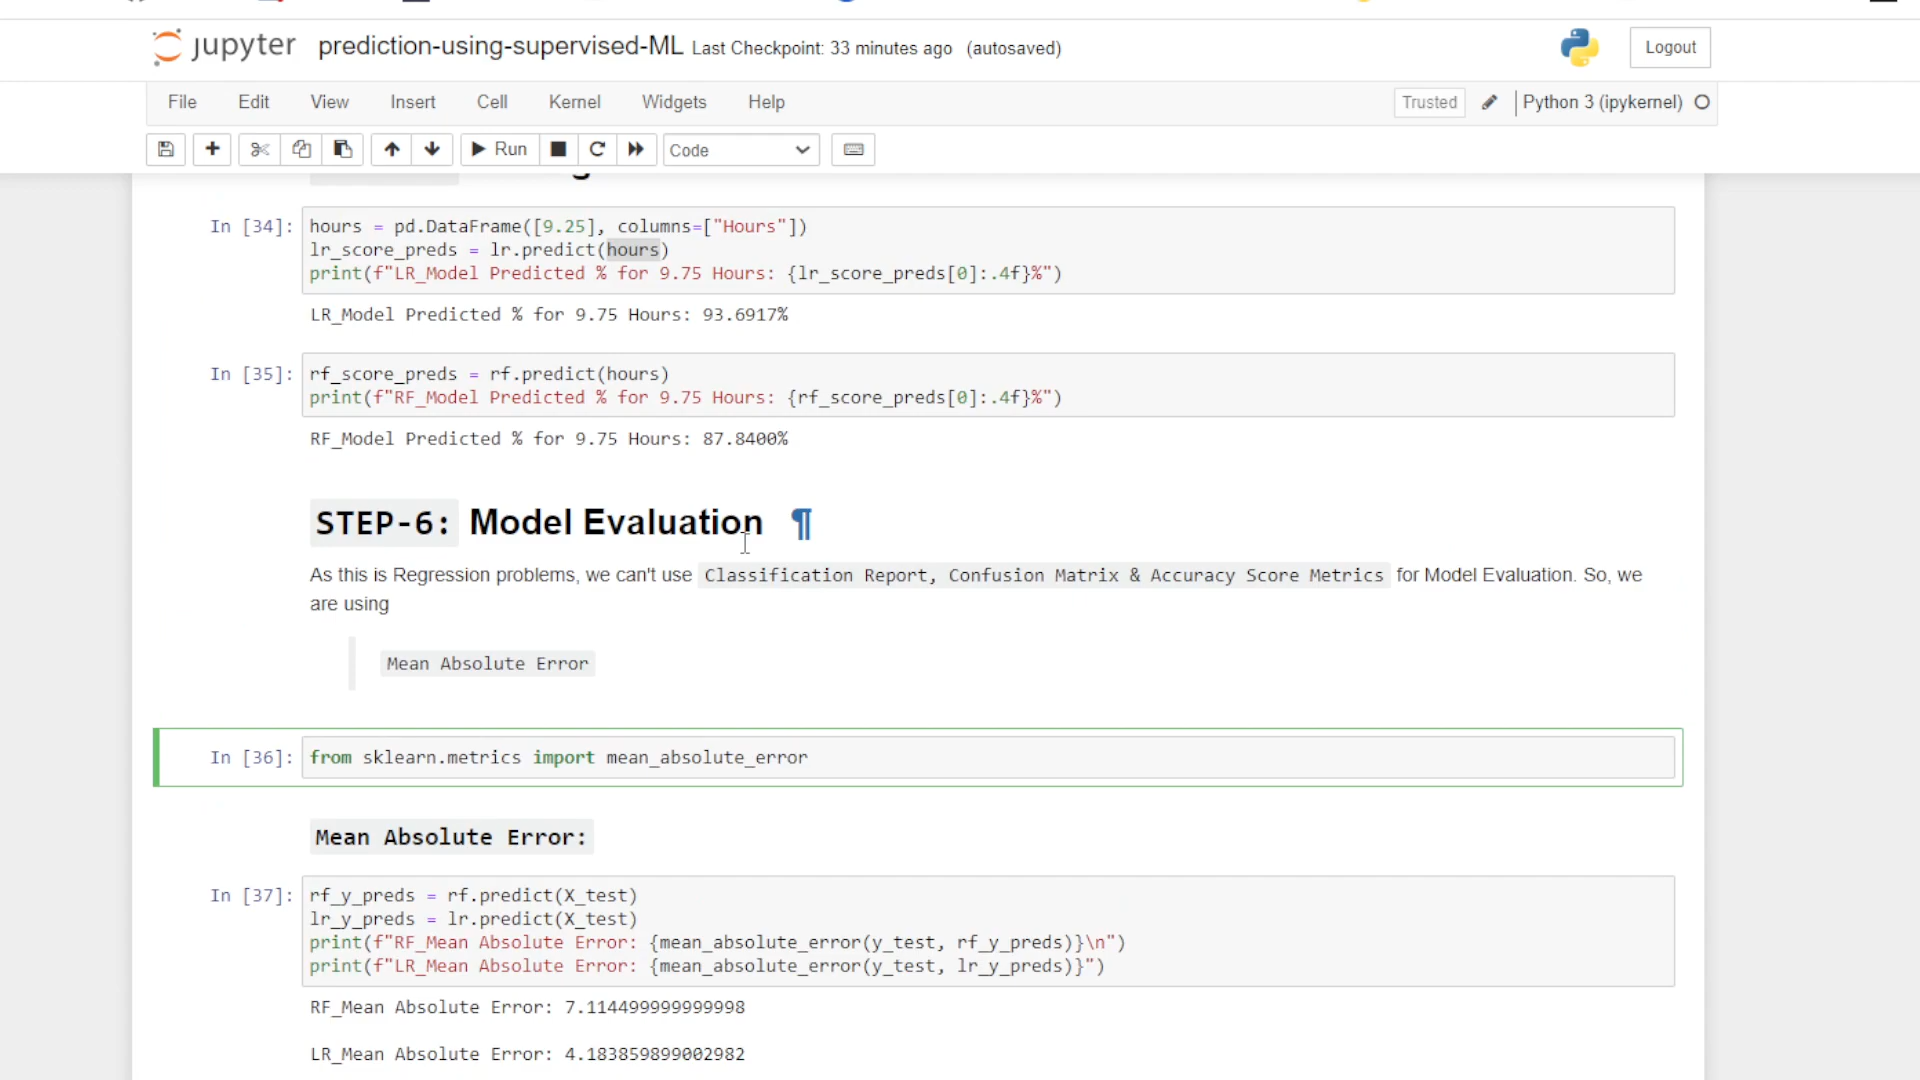 jupyter prediction-using-supervised-ML Last Checkpoint: 33 minutes ago (autosaved) Logout
File Edit View Insert Cell Kernel Widgets Help Trusted Python 3 (ipykernel)
Run Code
In [34]: hours = pd.DataFrame([9.25], columns=["Hours"])
lr_score_preds = lr.predict(hours)
print(f"LR_Model Predicted % for 9.75 Hours: {lr_score_preds[0]:.4f}%")
LR_Model Predicted % for 9.75 Hours: 93.6917%
In [35]: rf_score_preds = rf.predict(hours)
print(f"RF_Model Predicted % for 9.75 Hours: {rf_score_preds[0]:.4f}%")
RF_Model Predicted % for 9.75 Hours: 87.8400%
STEP-6: Model Evaluation ¶
As this is Regression problems, we can't use Classification Report, Confusion Matrix & Accuracy Score Metrics for Model Evaluation. So, we
are using
Mean Absolute Error
In [36]: from sklearn.metrics import mean_absolute_error
Mean Absolute Error:
In [37]: rf_y_preds = rf.predict(X_test)
lr_y_preds = lr.predict(X_test)
print(f"RF_Mean Absolute Error: {mean_absolute_error(y_test, rf_y_preds)}\n")
print(f"LR_Mean Absolute Error: {mean_absolute_error(y_test, lr_y_preds)}")
RF_Mean Absolute Error: 7.114499999999998
LR_Mean Absolute Error: 4.183859899002982